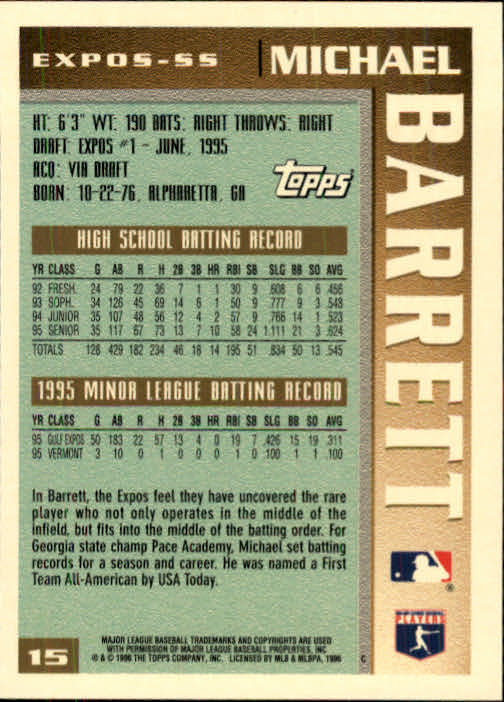 EXPOS-SS
MICHAEL
BARRETT
HT: 6'3" WT: 190 BATS: RIGHT THROWS: RIGHT
DRAFT: EXPOS #1 - JUNE, 1995
ACQ: VIA DRAFT
BORN: 10-22-76, ALPHARETTA, GA
TOPPS
HIGH SCHOOL BATTING RECORD
YR CLASS G AB R H 2B 3B HR RBI SB SLG BB SO AVG
92 FRESH. 24 79 22 36 7 1 1 30 9 .608 6 6 .456
93 SOPH. 34 126 45 69 14 6 1 50 9 .777 9 3 .548
94 JUNIOR 35 107 48 56 12 4 2 57 9 .766 14 1 .523
95 SENIOR 35 117 67 73 13 7 10 58 24 1.111 21 3 .624
TOTALS 128 429 182 234 46 18 14 195 51 .834 50 13 .545
1995 MINOR LEAGUE BATTING RECORD
YR CLASS G AB R H 2B 3B HR RBI SB SLG BB SO AVG
95 GULF EXPOS 50 183 22 57 13 4 0 19 7 .426 15 19 .311
95 VERMONT 3 10 0 1 0 0 0 1 0 .100 1 1 .100
In Barrett, the Expos feel they have uncovered the rare
player who not only operates in the middle of the
infield, but fits into the middle of the batting order. For
Georgia state champ Pace Academy, Michael set batting
records for a season and career. He was named a First
Team All-American by USA Today.
PLAYERS
15
MAJOR LEAGUE BASEBALL TRADEMARKS AND COPYRIGHTS ARE USED
WITH PERMISSION OF MAJOR LEAGUE BASEBALL PROPERTIES, INC
® & © 1996 THE TOPPS COMPANY, INC. LICENSED BY MLB & MLBPA, 1996 C